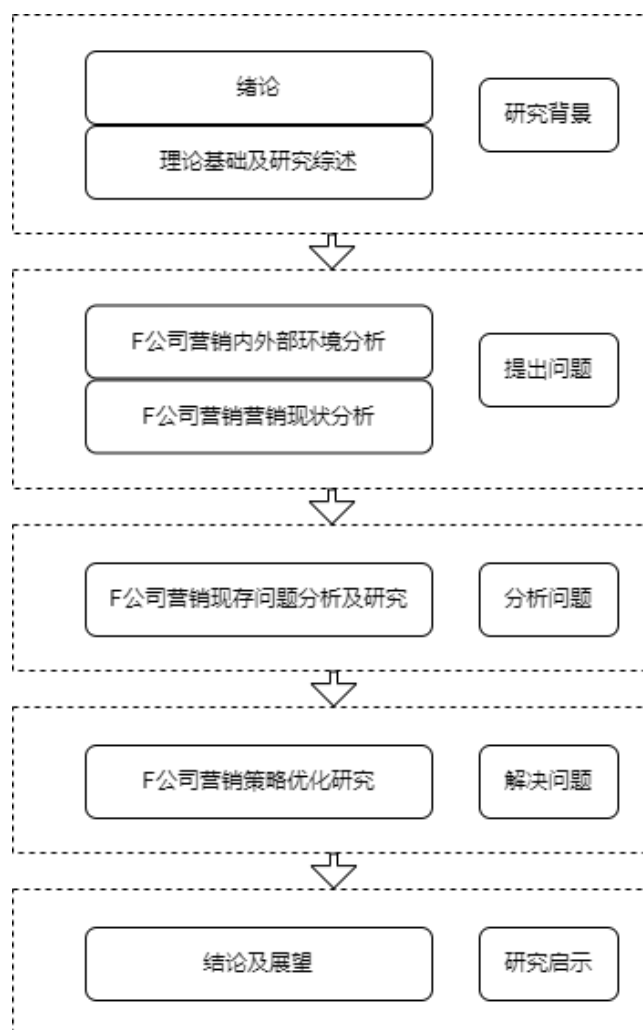 绪论
研究背景
理论基础及研究综述
F公司营销内外部环境分析
提出问题
F公司营销营销现状分析
F公司营销现存问题分析及研究
分析问题
F公司营销策略优化研究
解决问题
结论及展望
研究启示